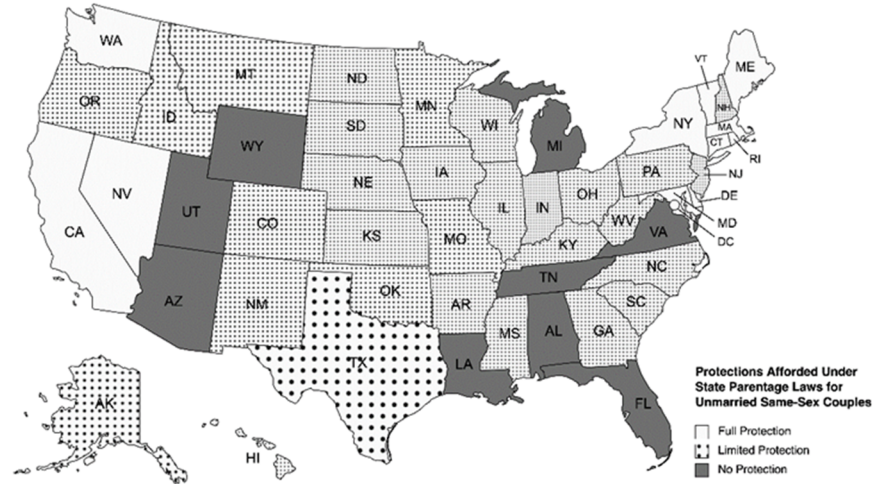 WA
OR
ID
MT
WY
NV
CA
UT
AZ
CO
NM
ND
SD
NE
KS
OK
TX
MN
IA
MO
AR
LA
WI
IL
MI
IN
OH
KY
TN
MS
AL
GA
FL
SC
NC
VA
WV
PA
NY
VT
NH
ME
MA
CT
RI
NJ
DE
MD
DC
AK
HI
Protections Afforded Under
State Parentage Laws for
Unmarried Same-Sex Couples
Full Protection
Limited Protection
No Protection